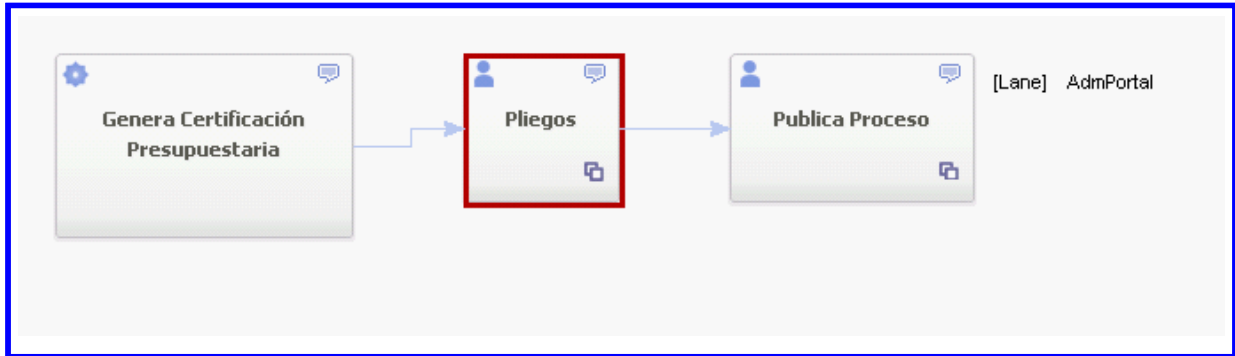 Genera Certificación
Presupuestaria
Pliegos
Publica Proceso
[Lane] AdmPortal